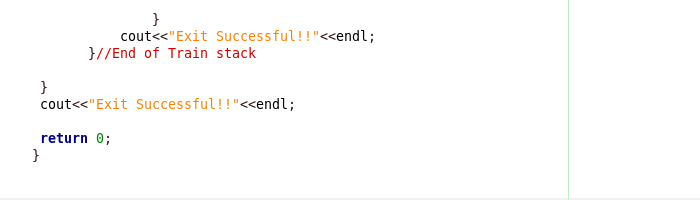 }
cout<<"Exit Successful!!"<<endl;
}//End of Train stack
}
cout<<"Exit Successful!!"<<endl;
return 0;
}